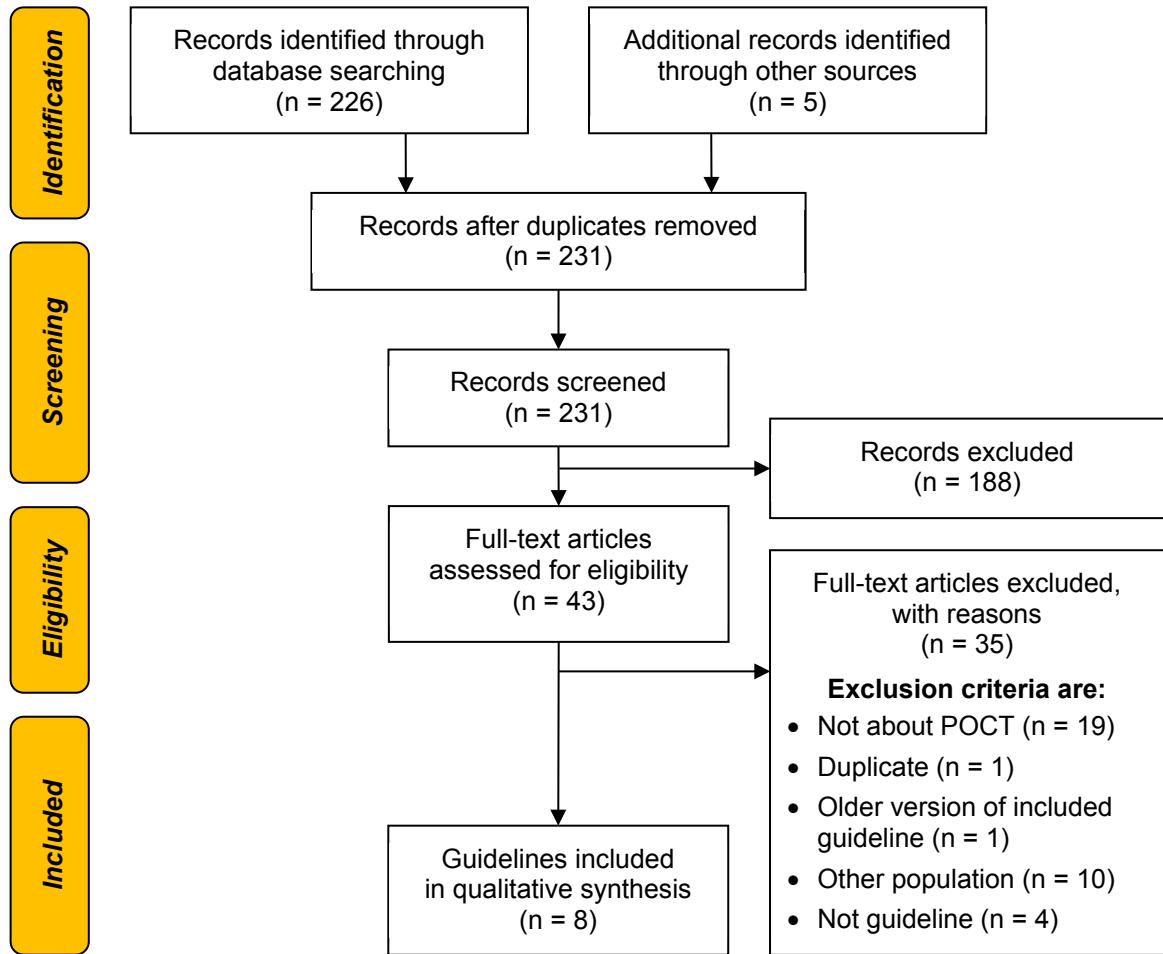 Identification
Records identified through
database searching
(n = 226)
Additional records identified
through other sources
(n = 5)
Records after duplicates removed
(n = 231)
Screening
Records screened
(n = 231)
Records excluded
(n = 188)
Eligibility
Full-text articles
assessed for eligibility
(n = 43)
Full-text articles excluded,
with reasons
(n = 35)
Exclusion criteria are:
• Not about POCT (n = 19)
• Duplicate (n = 1)
• Older version of included
guideline (n = 1)
• Other population (n = 10)
• Not guideline (n = 4)
Included
Guidelines included
in qualitative synthesis
(n = 8)